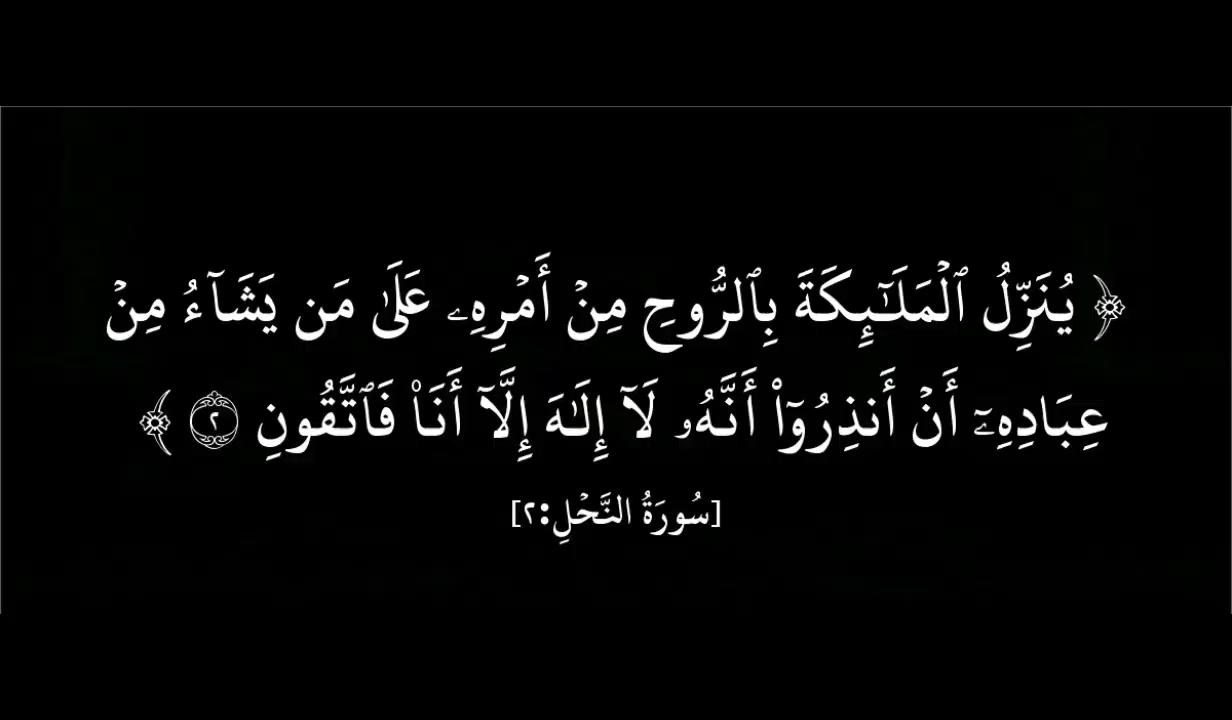 ﴿ يُنَزِّلُ ٱلْمَلَـٰٓئِكَةَ بِٱلرُّوحِ مِنْ أَمْرِهِۦ عَلَىٰ مَن يَشَآءُ مِنْ
عِبَادِهِۦٓ أَنْ أَنذِرُوٓا۟ أَنَّهُۥ لَآ إِلَـٰهَ إِلَّآ أَنَا۠ فَٱتَّقُونِ ٢ ﴾
[سُورَةُ النَّحْلِ:٢]